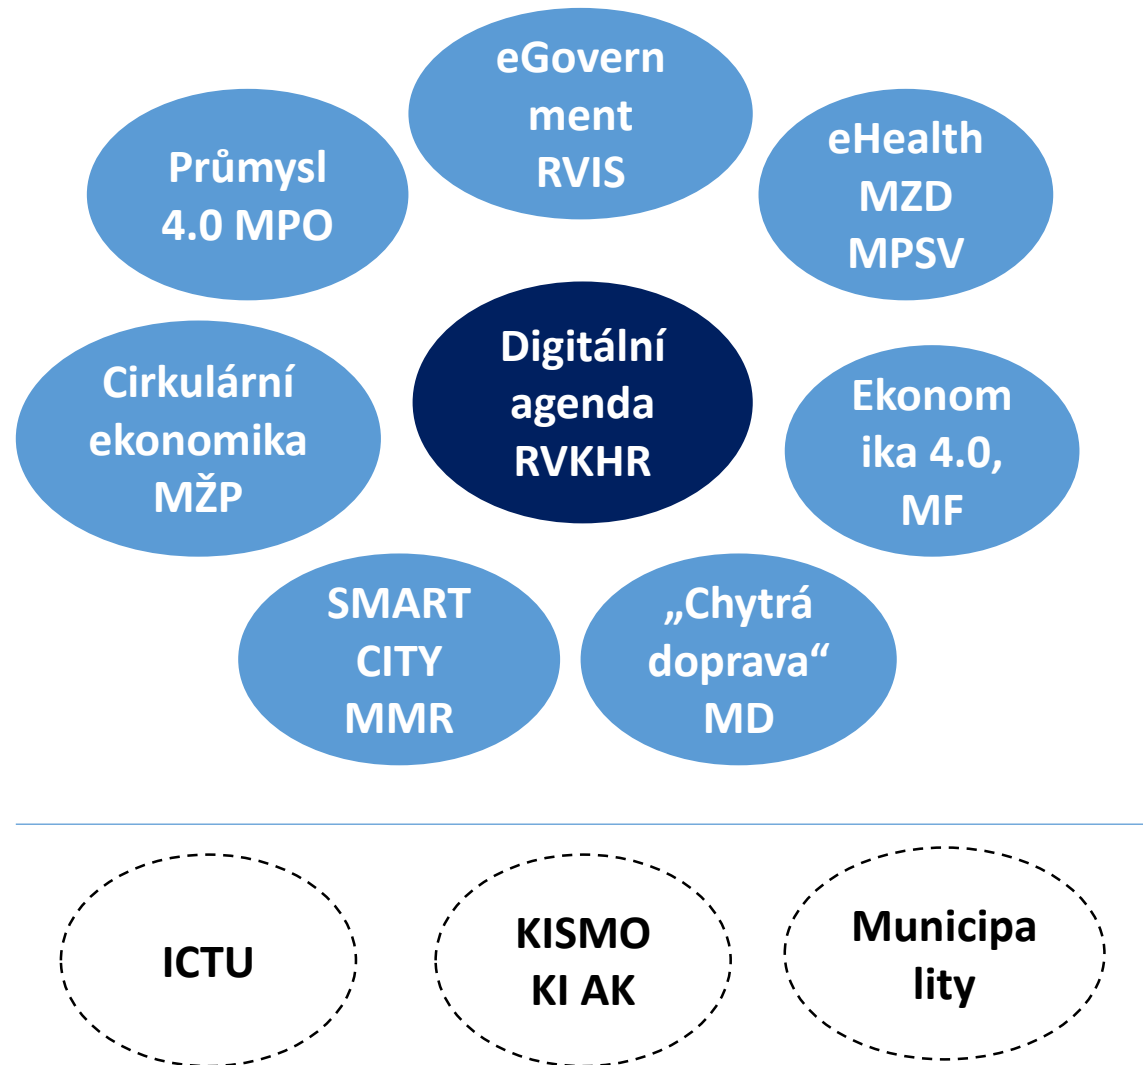 eGovern
ment
RVIS
Průmysl
4.0 MPO
eHealth
MZD
MPSV
Cirkulární
ekonomika
MŽP
Digitální
agenda
RVKHR
Ekonom
ika 4.0,
MF
SMART
CITY
MMR
„Chytrá
doprava“
MD
ICTU
KISMO
KI AK
Municipa
lity